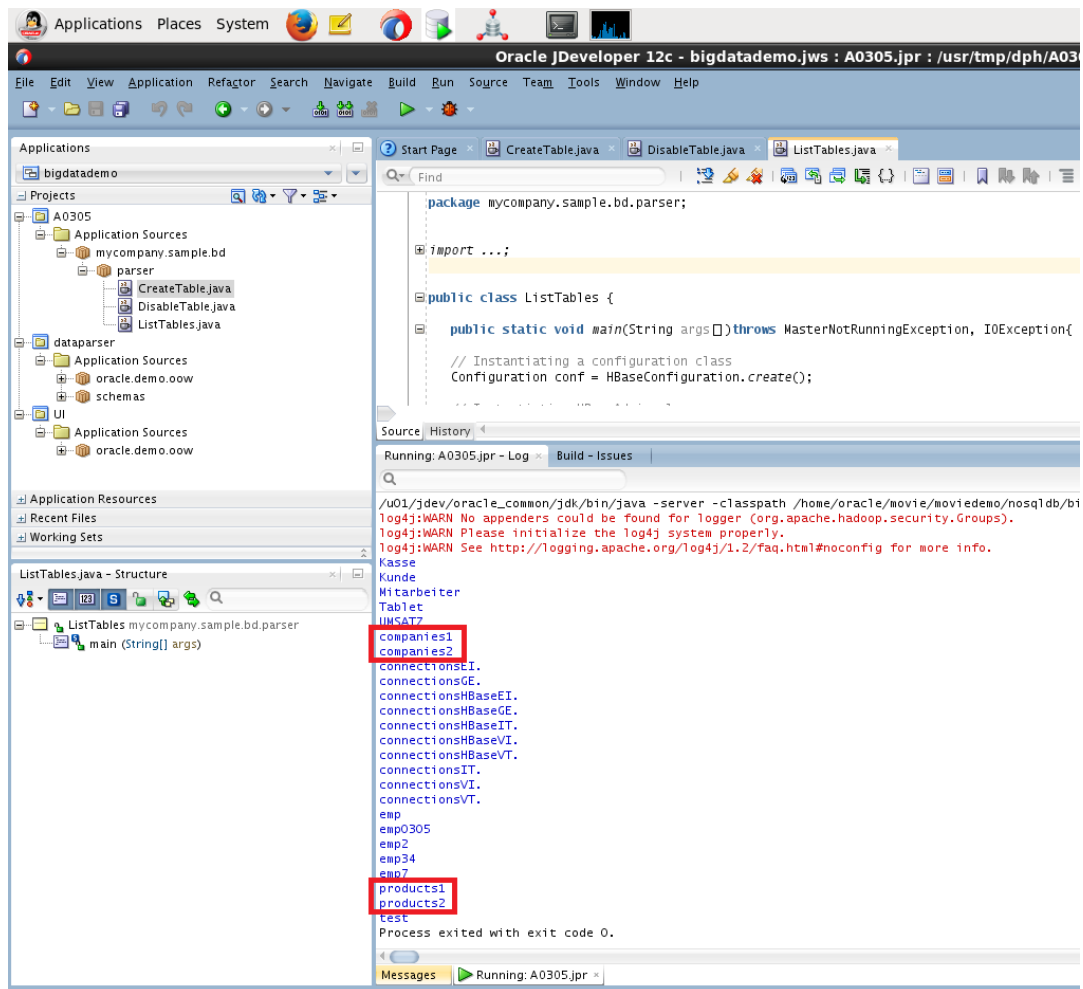 Applications Places System
Oracle JDeveloper 12c - bigdatademo.jws : A0305.jpr : /usr/tmp/dph/A03
File Edit View Application Refactor Search Navigate Build Run Source Team Tools Window Help
Applications
bigdatademo
Projects
A0305
Application Sources
mycompany.sample.bd
parser
CreateTable.java
DisableTable.java
ListTables.java
dataparser
Application Sources
oracle.demo.oow
schemas
UI
Application Sources
oracle.demo.oow
Application Resources
Recent Files
Working Sets
ListTables.java - Structure
ListTables mycompany.sample.bd.parser
main (String[] args)
Start Page CreateTable.java DisableTable.java ListTables.java
Find
package mycompany.sample.bd.parser;
import ...;
public class ListTables {
public static void main(String args[])throws MasterNotRunningException, IOException{
// Instantiating a configuration class
Configuration conf = HBaseConfiguration.create();
Source History
Running: A0305.jpr - Log Build - Issues
/u01/jdev/oracle_common/jdk/bin/java -server -classpath /home/oracle/movie/moviedemo/nosqldb/bi
log4j:WARN No appenders could be found for logger (org.apache.hadoop.security.Groups).
log4j:WARN Please initialize the log4j system properly.
log4j:WARN See http://logging.apache.org/log4j/1.2/faq.html#noconfig for more info.
Kasse
Kunde
Mitarbeiter
Tablet
UMSATZ
companies1
companies2
connectionsEI.
connectionsGE.
connectionsHBaseEI.
connectionsHBaseGE.
connectionsHBaseIT.
connectionsHBaseVI.
connectionsHBaseVT.
connectionsIT.
connectionsVI.
connectionsVT.
emp
emp0305
emp2
emp34
emp7
products1
products2
test
Process exited with exit code 0.
Messages Running: A0305.jpr